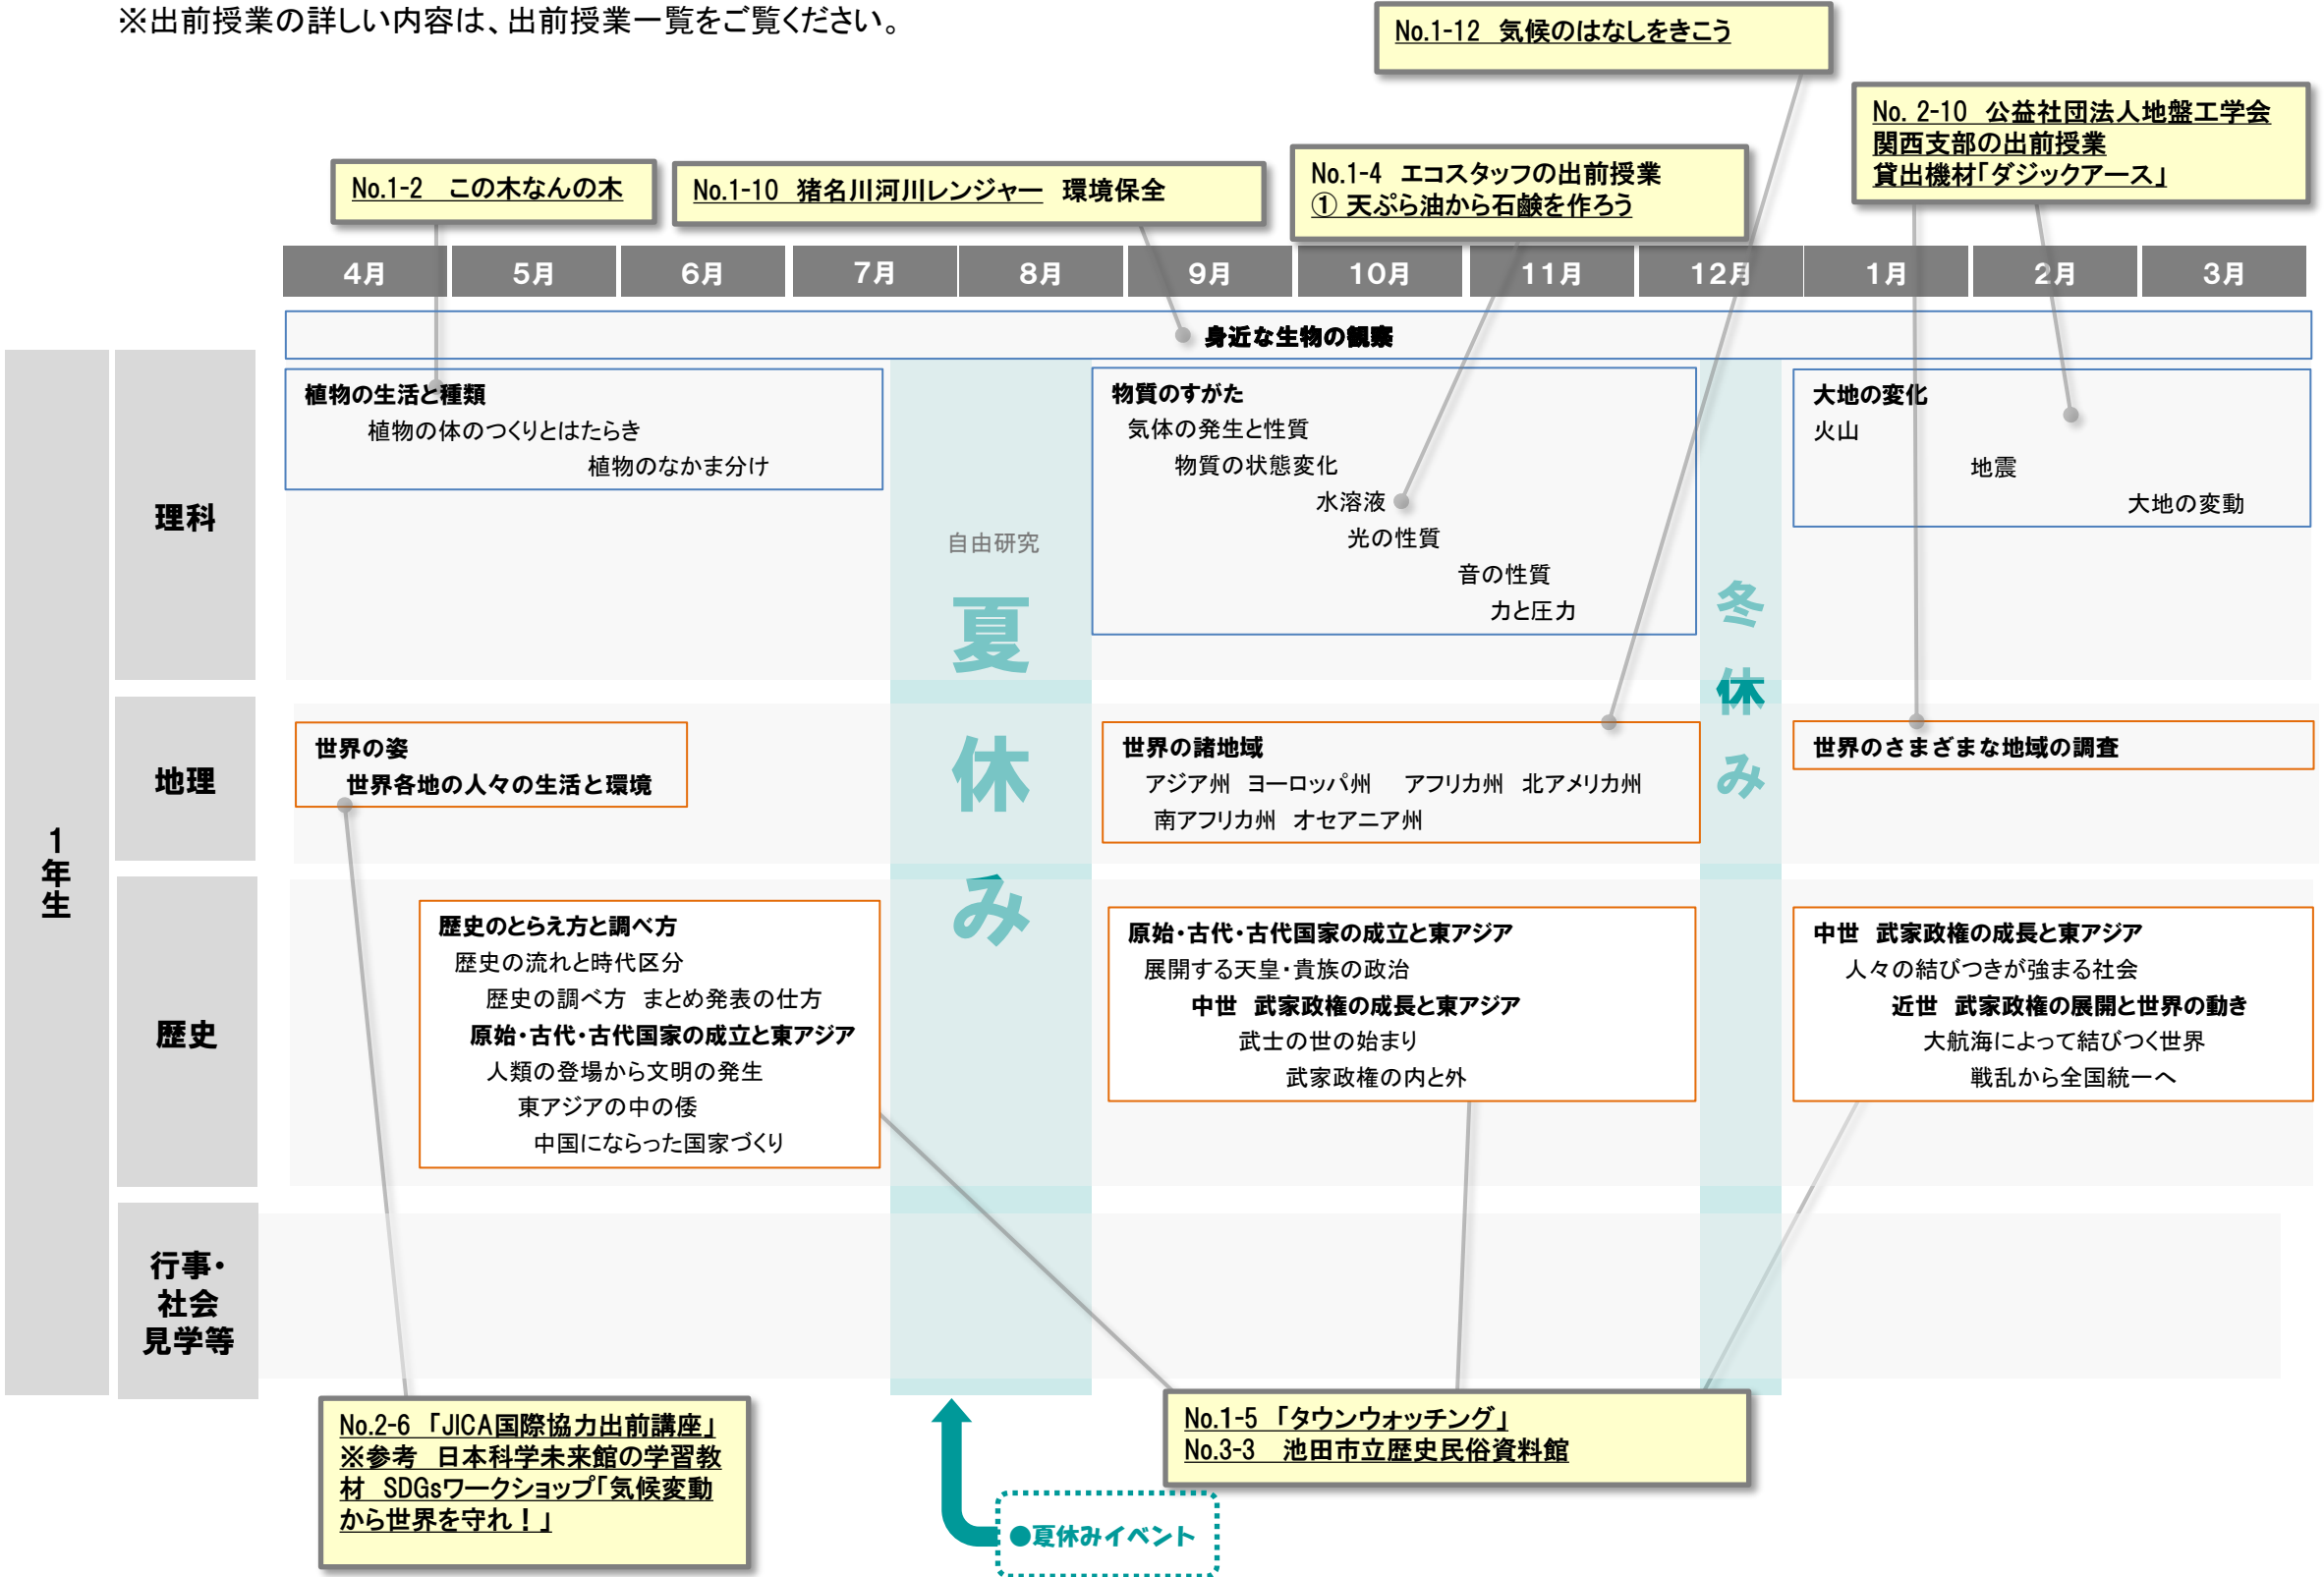 ※出前授業の詳しい内容は、出前授業一覧をご覧ください。
No.1-12　気候のはなしをきこう
No. 2-10　公益社団法人地盤工学会
関西支部の出前授業
貸出機材「ダジックアース」
No.1-2　この木なんの木
No.1-10　猪名川河川レンジャー　環境保全
No.1-4　エコスタッフの出前授業
① 天ぷら油から石鹸を作ろう
4月
5月
6月
7月
8月
9月
10月
11月
12月
1月
2月
3月
身近な生物の観察
1年生
理科
植物の生活と種類
植物の体のつくりとはたらき
植物のなかま分け
自由研究
夏休み
物質のすがた
気体の発生と性質
物質の状態変化
水溶液
光の性質
音の性質
力と圧力
冬休み
大地の変化
火山
地震
大地の変動
地理
世界の姿
世界各地の人々の生活と環境
世界の諸地域
アジア州　ヨーロッパ州　アフリカ州　北アメリカ州
南アフリカ州　オセアニア州
世界のさまざまな地域の調査
歴史
歴史のとらえ方と調べ方
歴史の流れと時代区分
歴史の調べ方　まとめ発表の仕方
原始・古代・古代国家の成立と東アジア
人類の登場から文明の発生
東アジアの中の倭
中国にならった国家づくり
原始・古代・古代国家の成立と東アジア
展開する天皇・貴族の政治
中世　武家政権の成長と東アジア
武士の世の始まり
武家政権の内と外
中世　武家政権の成長と東アジア
人々の結びつきが強まる社会
近世　武家政権の展開と世界の動き
大航海によって結びつく世界
戦乱から全国統一へ
行事・
社会
見学等
No.2-6 「JICA国際協力出前講座」
※参考　日本科学未来館の学習教
材　SDGsワークショップ「気候変動
から世界を守れ！」
No.1-5 「タウンウォッチング」
No.3-3　池田市立歴史民俗資料館
●夏休みイベント